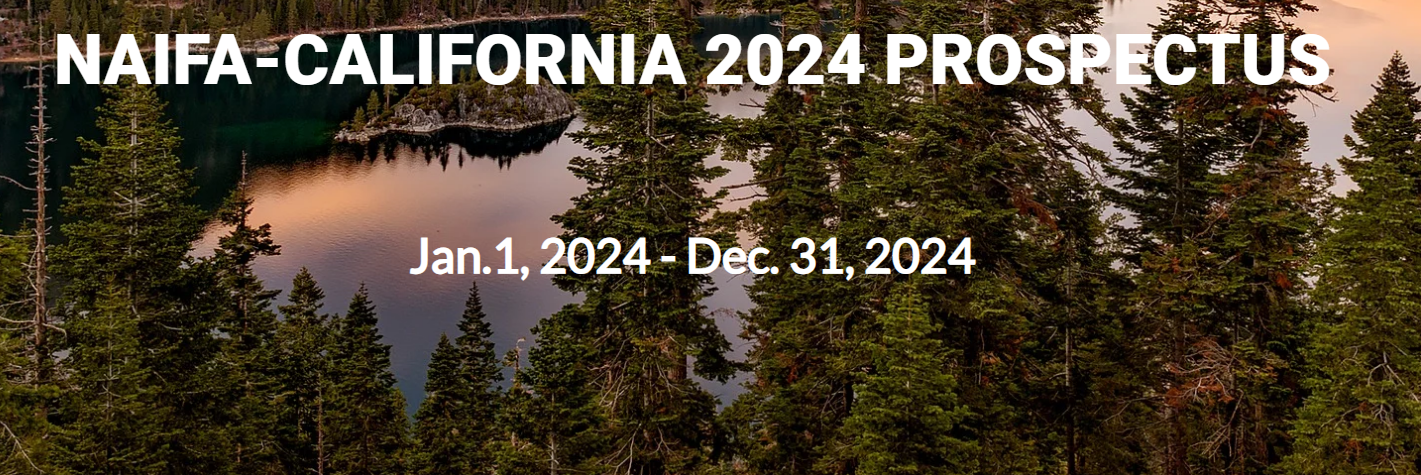 NAIFA-CALIFORNIA 2024 PROSPECTUS
Jan.1, 2024 - Dec. 31, 2024